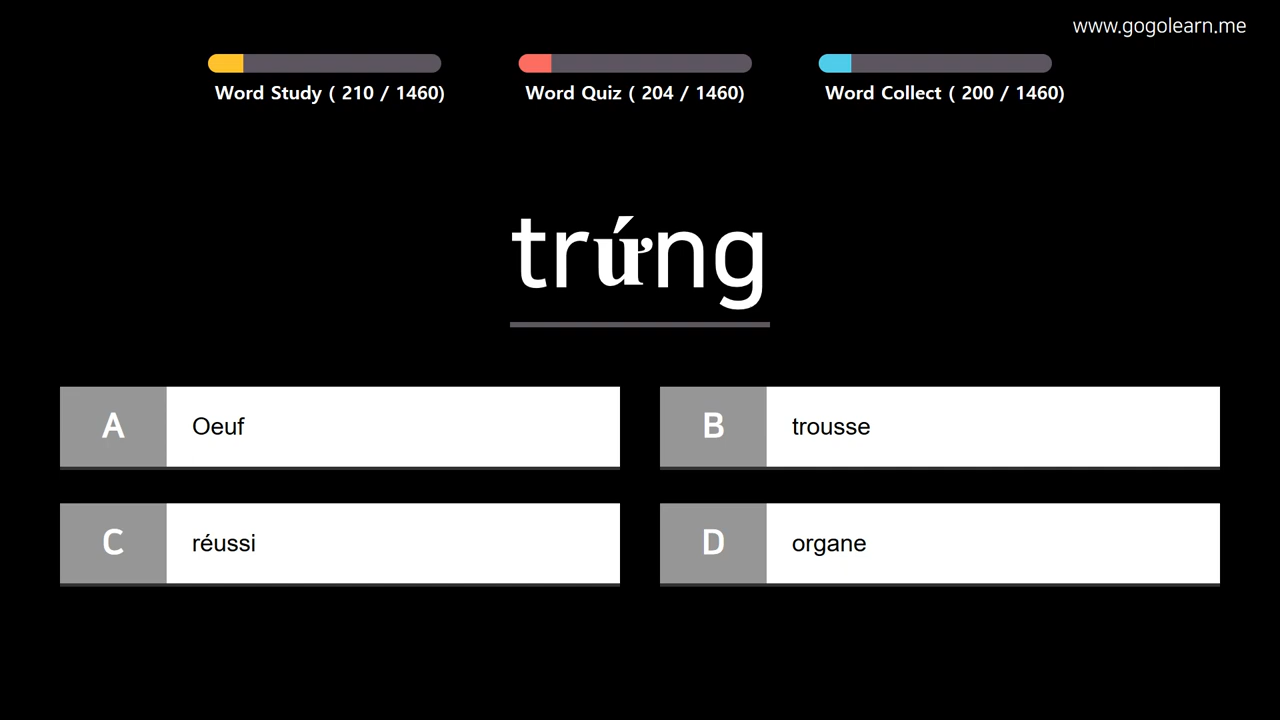 www.gogolearn.me
Word Study ( 210 / 1460)
Word Quiz ( 204 / 1460)
Word Collect ( 200 / 1460)
trứng
A Oeuf
B trousse
C réussi
D organe